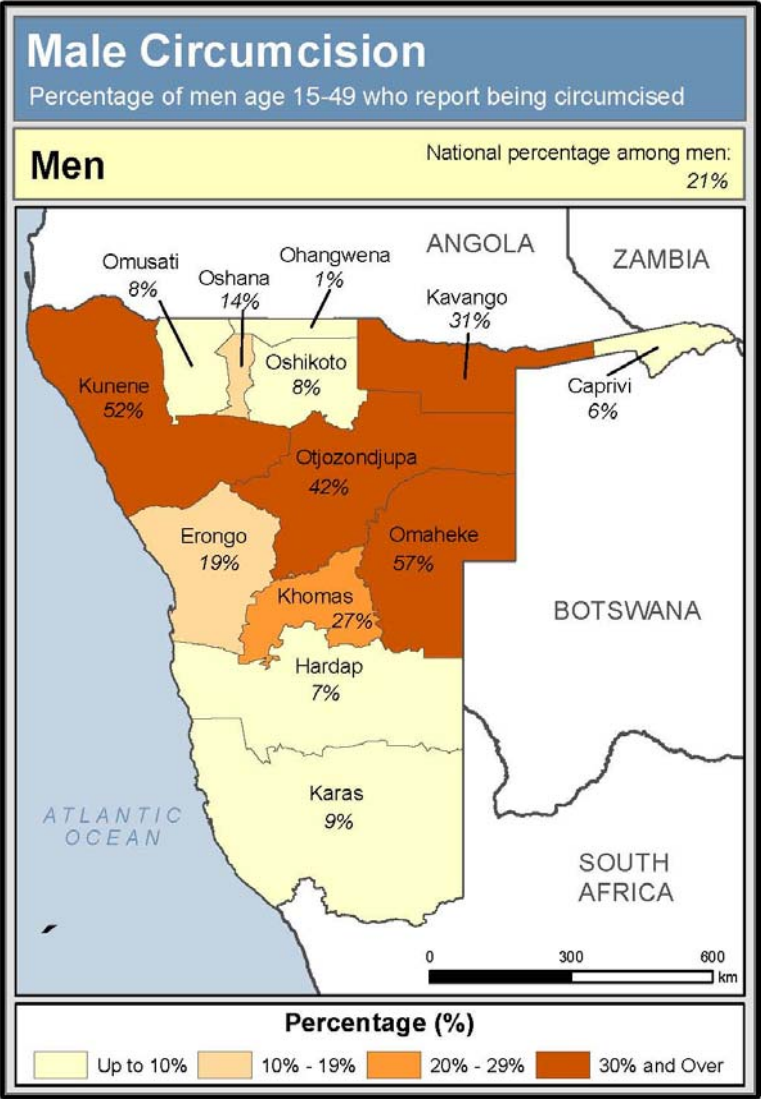 Male Circumcision
Percentage of men age 15-49 who report being circumcised
Men
National percentage among men:
21%
ANGOLA
ZAMBIA
Omusati
8%
Oshana
14%
Ohangwena
1%
Kavango
31%
Kunene
52%
Oshikoto
8%
Caprivi
6%
Otjozondjupa
42%
Erongo
19%
Omaheke
57%
Khomas
27%
BOTSWANA
Hardap
7%
Karas
9%
ATLANTIC
OCEAN
SOUTH
AFRICA
0 300 600
km
Percentage (%)
Up to 10% 10% - 19% 20% - 29% 30% and Over